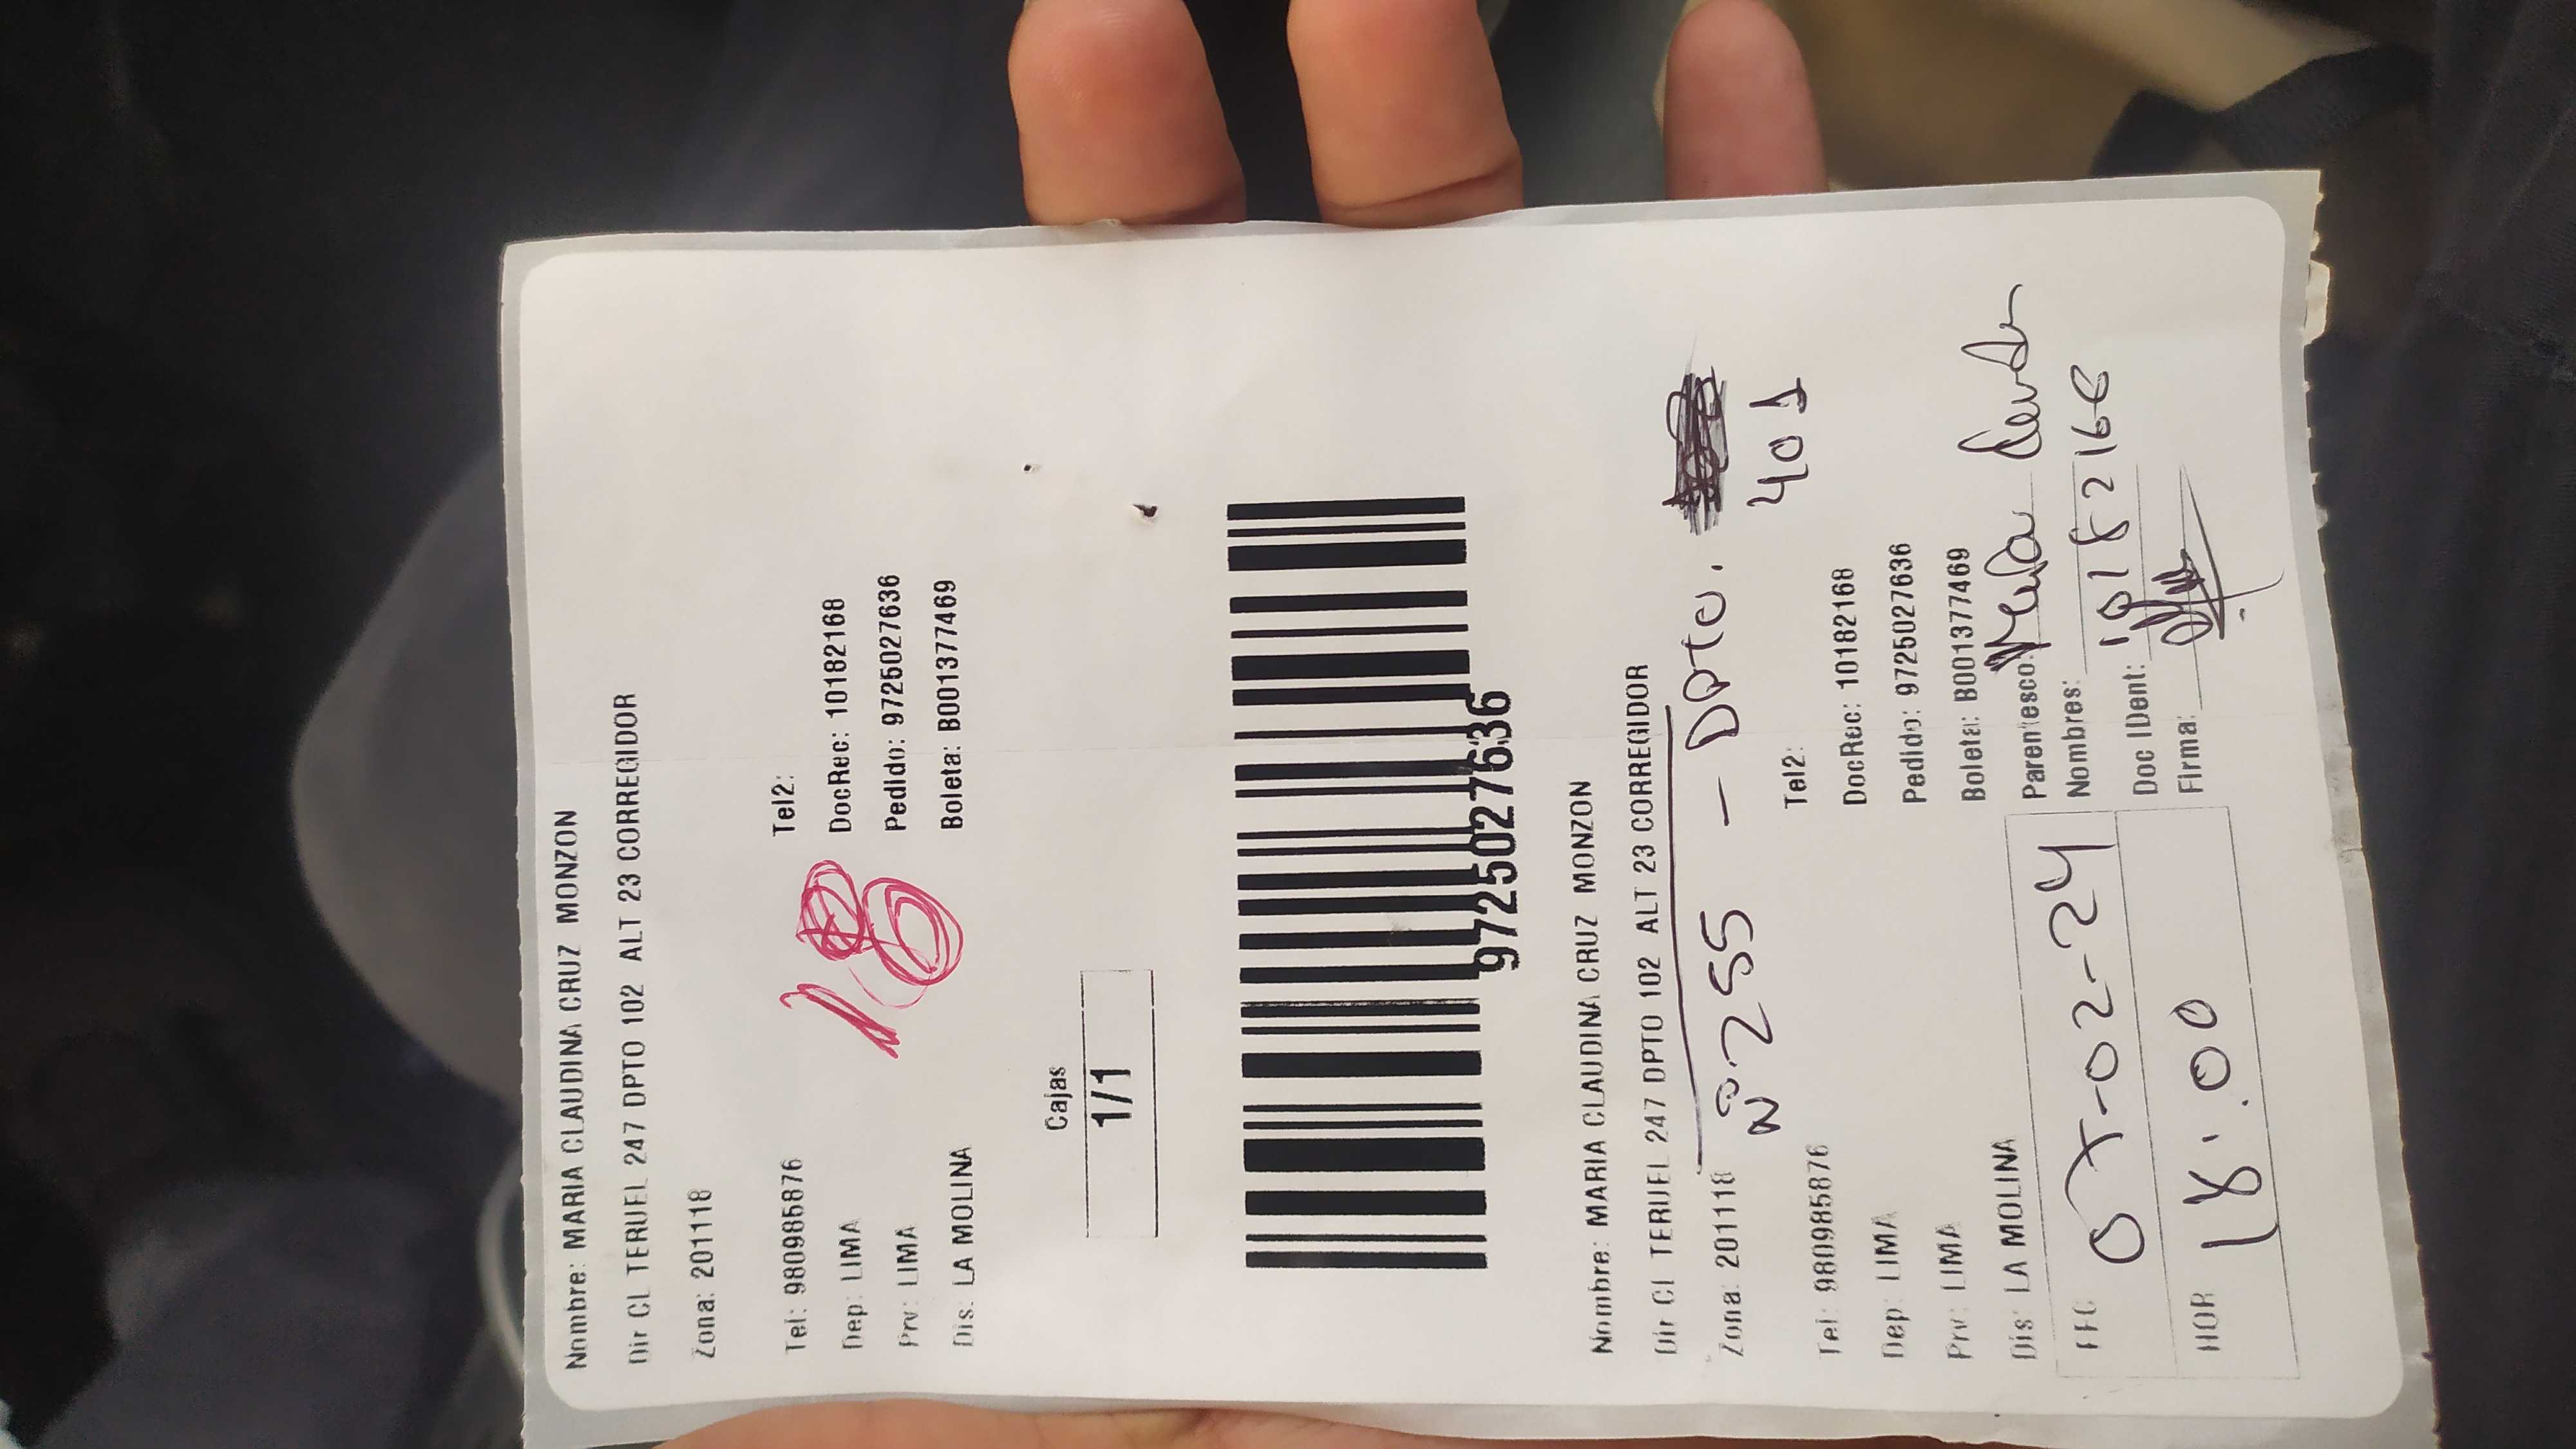 Nombre: MARIA CLAUDINA CRUZ MONZON
Dir CL TERUEL 247 DPTO 102 ALT 23 CORREGIDOR
Zona: 201118
Tel: 980985876 Tel2:
Dep: LIMA DocRec: 10182168
Prv: LIMA Pedido: 9725027636
Dis: LA MOLINA Boleta: B001377469
18
Cajas
1/1
9725027636
Nombre: MARIA CLAUDINA CRUZ MONZON
Dir CL TERUEL 247 DPTO 102 ALT 23 CORREGIDOR
Zona: 201118
Nº. 255 - Dpto.
401
Tel: 980985876 Tel2:
Dep: LIMA DocRec: 10182168
Prv: LIMA Pedido: 9725027636
Dis: LA MOLINA Boleta: B001377469
FEC 07-02-24 Parentesco:
Nombres:
HOR 18:00 Doc IDent: 10182168
Firma: